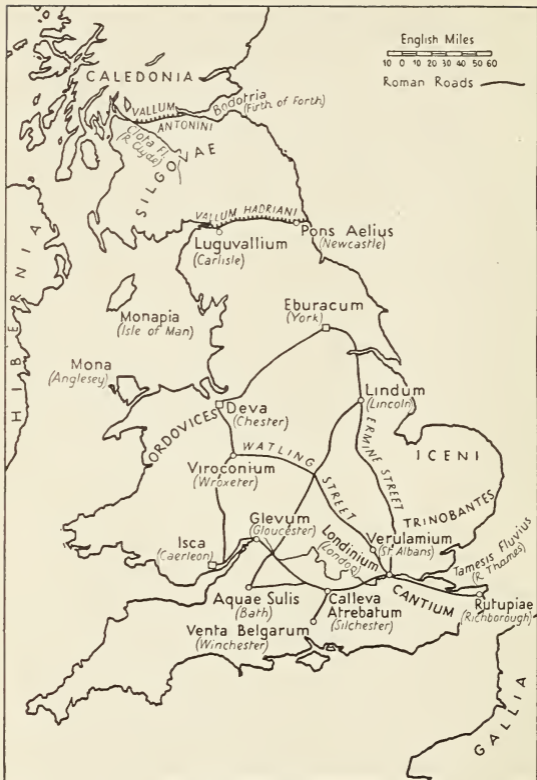 English Miles
10 0 10 20 30 40 50 60
Roman Roads
CALEDONIA
VALLUM
ANTONINI
Bodotria
(Firth of Forth)
Clota Fl.
(R. Clyde)
SILGOVAE
VALLUM HADRIANI
Luguvallium
(Carlisle)
Pons Aelius
(Newcastle)
HIBERNIA
Monapia
(Isle of Man)
Eburacum
(York)
Mona
(Anglesey)
ORDOVICES
Deva
(Chester)
Lindum
(Lincoln)
ICENI
Viroconium
(Wroxeter)
WATLING
STREET
ERMINE STREET
TRINOBANTES
Isca
(Caerleon)
Glevum
(Gloucester)
Londinium
(London)
Verulamium
(St Albans)
Tamesis Fluvius
(R. Thames)
Aquae Sulis
(Bath)
Calleva
Atrebatum
(Silchester)
CANTIUM
Rutupiae
(Richborough)
Venta Belgarum
(Winchester)
GALLIA